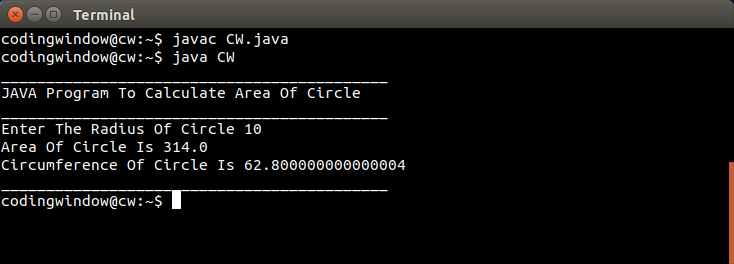 Terminal
codingwindow@cw:~$ javac CW.java
codingwindow@cw:~$ java CW
___________________________________________
JAVA Program To Calculate Area Of Circle
___________________________________________
Enter The Radius Of Circle 10
Area Of Circle Is 314.0
Circumference Of Circle Is 62.800000000000004
___________________________________________
codingwindow@cw:~$